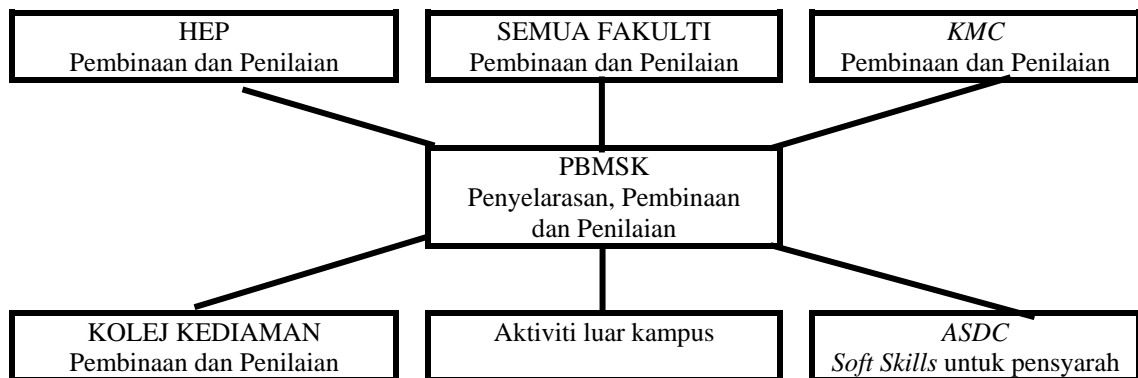 HEP
Pembinaan dan Penilaian
SEMUA FAKULTI
Pembinaan dan Penilaian
KMC
Pembinaan dan Penilaian
PBMSK
Penyelarasan, Pembinaan
dan Penilaian
KOLEJ KEDIAMAN
Pembinaan dan Penilaian
Aktiviti luar kampus
ASDC
Soft Skills untuk pensyarah